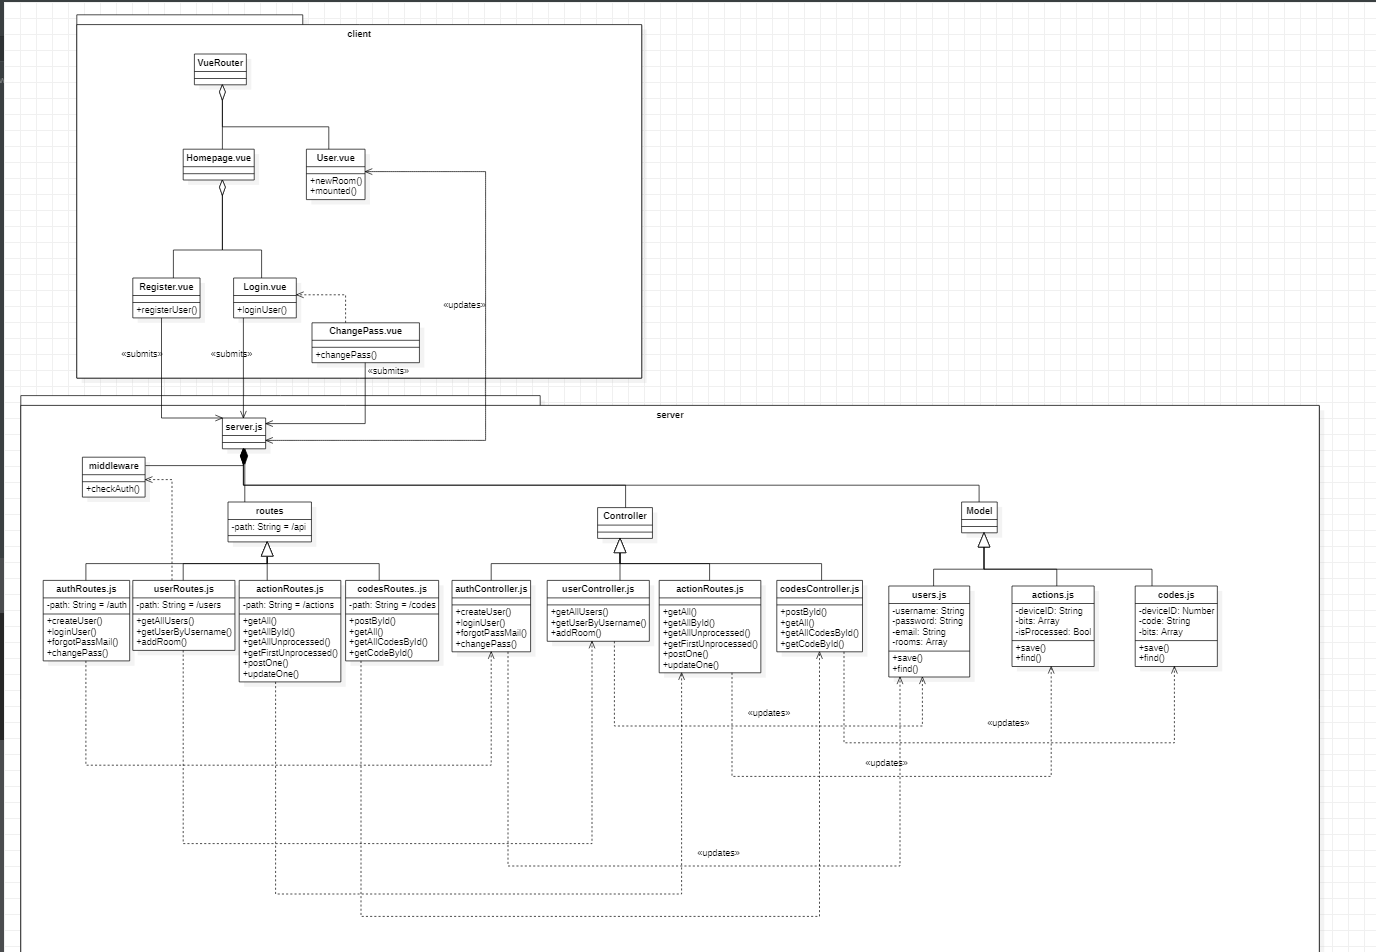 client
VueRouter
Homepage.vue
User.vue
+newRoom()
+mounted()
Register.vue
+registerUser()
Login.vue
+loginUser()
«updates»
ChangePass.vue
+changePass()
«submits»
«submits»
«submits»
server
server.js
middleware
+checkAuth()
routes
-path: String = /api
Controller
Model
authRoutes.js
-path: String = /auth
+createUser()
+loginUser()
+forgotPassMail()
+changePass()
userRoutes.js
-path: String = /users
+getAllUsers()
+getUserByUsername()
+addRoom()
actionRoutes.js
-path: String = /actions
+getAll()
+getAllById()
+getAllUnprocessed()
+getFirstUnprocessed()
+postOne()
+updateOne()
codesRoutes..js
-path: String = /codes
+postById()
+getAll()
+getAllCodesById()
+getCodeById()
authController.js
+createUser()
+loginUser()
+forgotPassMail()
+changePass()
userController.js
+getAllUsers()
+getUserByUsername()
+addRoom()
actionRoutes.js
+getAll()
+getAllById()
+getAllUnprocessed()
+getFirstUnprocessed()
+postOne()
+updateOne()
codesController.js
+postById()
+getAll()
+getAllCodesById()
+getCodeById()
users.js
-username: String
-password: String
-email: String
-rooms: Array
+save()
+find()
actions.js
-deviceID: String
-bits: Array
-isProcessed: Bool
+save()
+find()
codes.js
-deviceID: Number
-code: String
-bits: Array
+save()
+find()
«updates»
«updates»
«updates»
«updates»